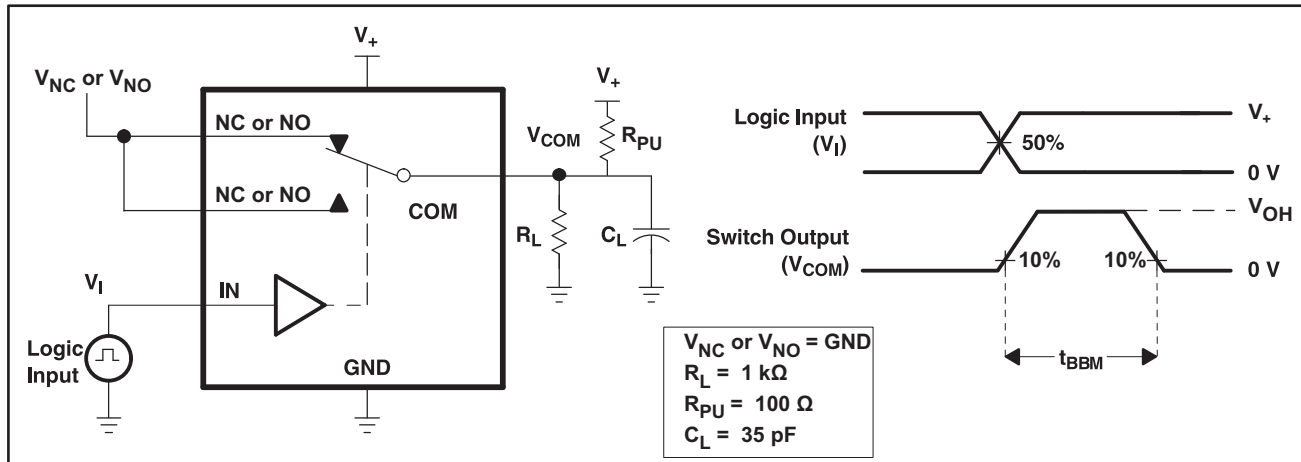 V+
VNC or VNO
NC or NO
NC or NO
COM
VI
IN
Logic
Input
GND
V+
VCOM
RPU
RL
CL
VNC or VNO = GND
RL = 1 kΩ
RPU = 100 Ω
CL = 35 pF
Logic Input
(VI)
50%
V+
0 V
Switch Output
(VCOM)
10%
10%
VOH
0 V
tBBM